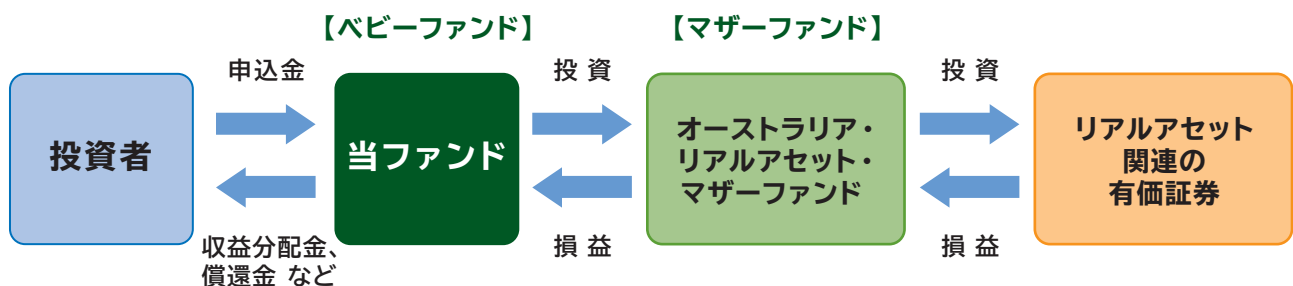 【ベビーファンド】
【マザーファンド】
申込金
投 資
投 資
投資者
当ファンド
オーストラリア・
リアルアセット・
マザーファンド
リアルアセット
関連の
有価証券
収益分配金、
償還金 など
損 益
損 益